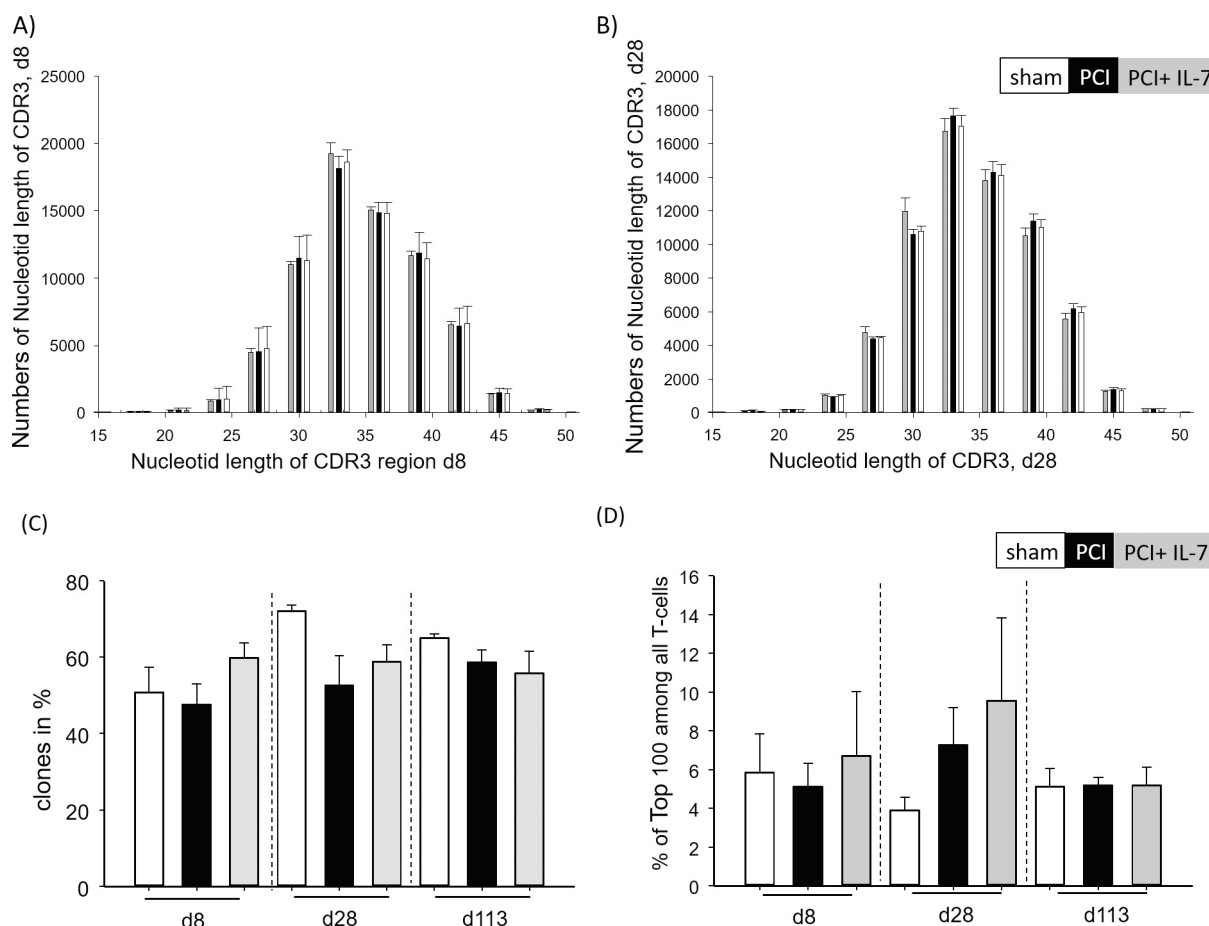 A)
Numbers of Nucleotid length of CDR3, d8
25000
20000
15000
10000
5000
0
15 20 25 30 35 40 45 50
Nucleotid length of CDR3 region d8
B)
Numbers of Nucleotid length of CDR3, d28
sham PCI PCI+ IL-7
20000
18000
16000
14000
12000
10000
8000
6000
4000
2000
0
15 20 25 30 35 40 45 50
Nucleotid length of CDR3, d28
(C)
clones in %
80
60
40
20
0
d8 d28 d113
(D)
sham PCI PCI+ IL-7
% of Top 100 among all T-cells
16
14
12
10
8
6
4
2
0
d8 d28 d113